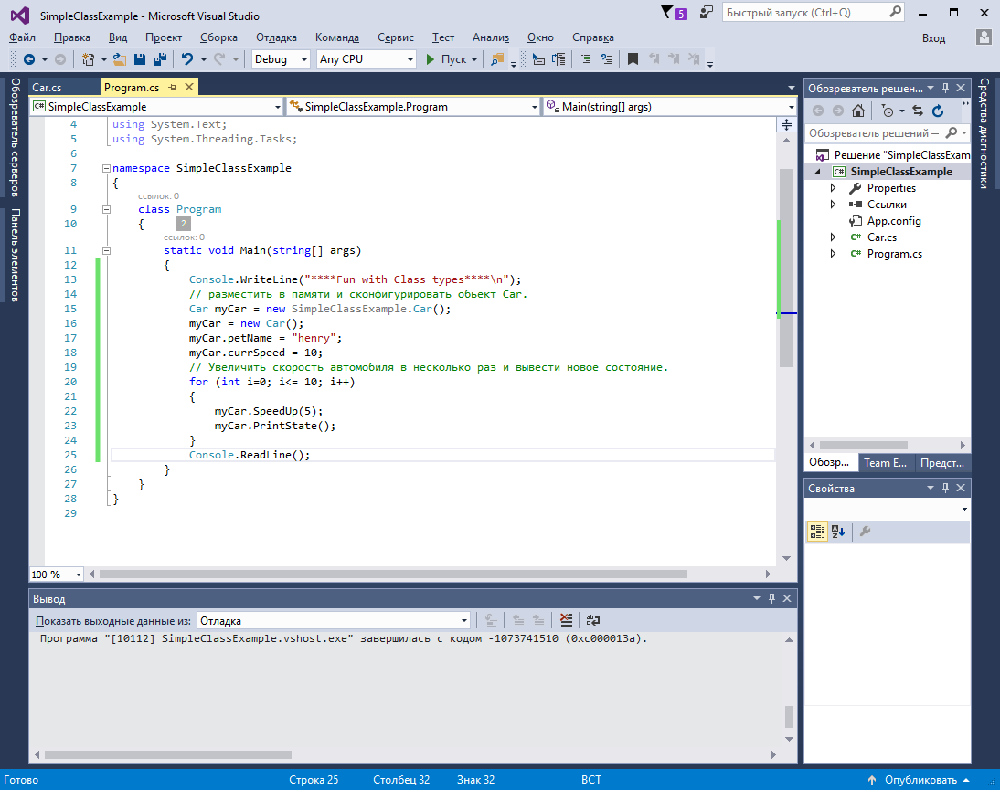 SimpleClassExample - Microsoft Visual Studio
5
Быстрый запуск (Ctrl+Q)
Файл Правка Вид Проект Сборка Отладка Команда Сервис Тест Анализ Окно Справка Вход
Debug Any CPU Пуск
Обозреватель серверов
Панель элементов
Car.cs Program.cs
SimpleClassExample SimpleClassExample.Program Main(string[] args)
4 using System.Text;
5 using System.Threading.Tasks;
6
7 namespace SimpleClassExample
8 {
ссылок: 0
9 class Program
10 { 2
ссылок: 0
11 static void Main(string[] args)
12 {
13 Console.WriteLine("****Fun with Class types****\n");
14 // разместить в памяти и сконфигурировать обьект Car.
15 Car myCar = new SimpleClassExample.Car();
16 myCar = new Car();
17 myCar.petName = "henry";
18 myCar.currSpeed = 10;
19 // Увеличить скорость автомобиля в несколько раз и вывести новое состояние.
20 for (int i=0; i<= 10; i++)
21 {
22 myCar.SpeedUp(5);
23 myCar.PrintState();
24 }
25 Console.ReadLine();
26 }
27 }
28 }
29
100 %
Обозреватель решен...
Обозреватель решений –
Решение "SimpleClassExam
C# SimpleClassExample
Properties
Ссылки
App.config
C# Car.cs
C# Program.cs
Обозр... Team E... Предст...
Средства диагностики
Свойства
Вывод
Показать выходные данные из: Отладка
Программа "[10112] SimpleClassExample.vshost.exe" завершилась с кодом -1073741510 (0xc000013a).
Готово Строка 25 Столбец 32 Знак 32 ВСТ Опубликовать